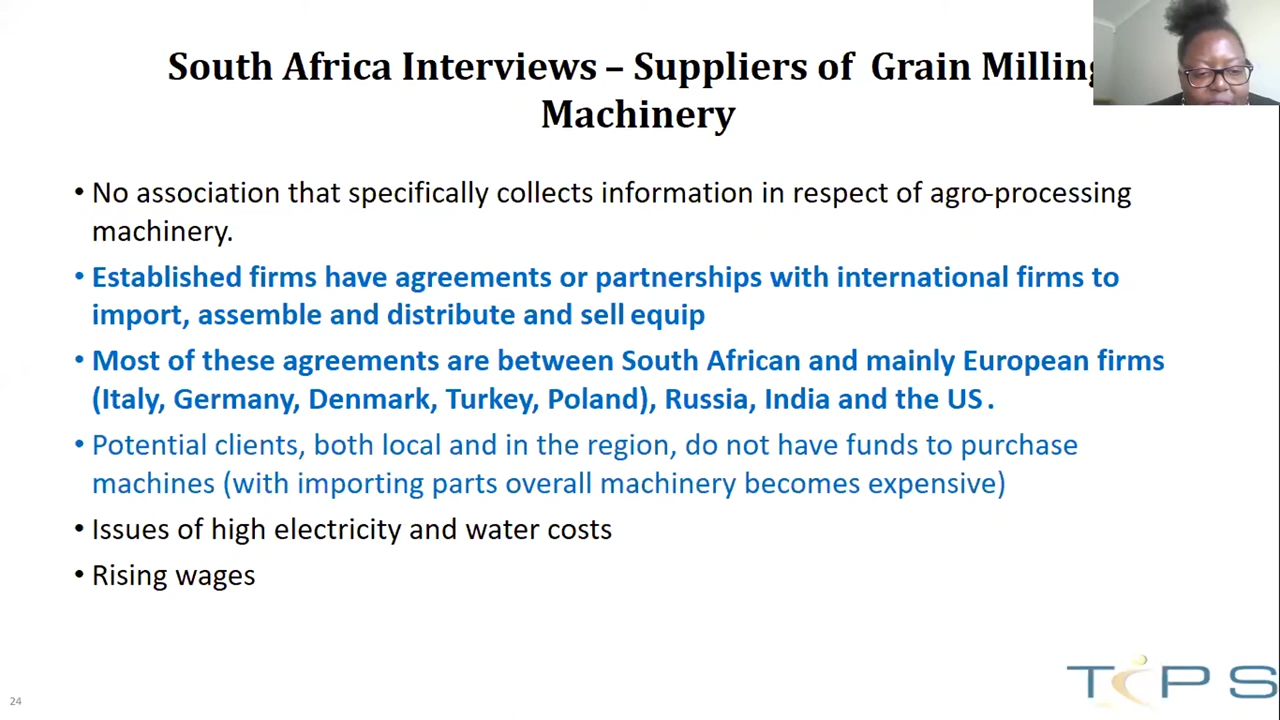 South Africa Interviews – Suppliers of Grain Milling
Machinery
• No association that specifically collects information in respect of agro-processing
machinery.
• Established firms have agreements or partnerships with international firms to
import, assemble and distribute and sell equip
• Most of these agreements are between South African and mainly European firms
(Italy, Germany, Denmark, Turkey, Poland), Russia, India and the US .
• Potential clients, both local and in the region, do not have funds to purchase
machines (with importing parts overall machinery becomes expensive)
• Issues of high electricity and water costs
• Rising wages
24
TIPS